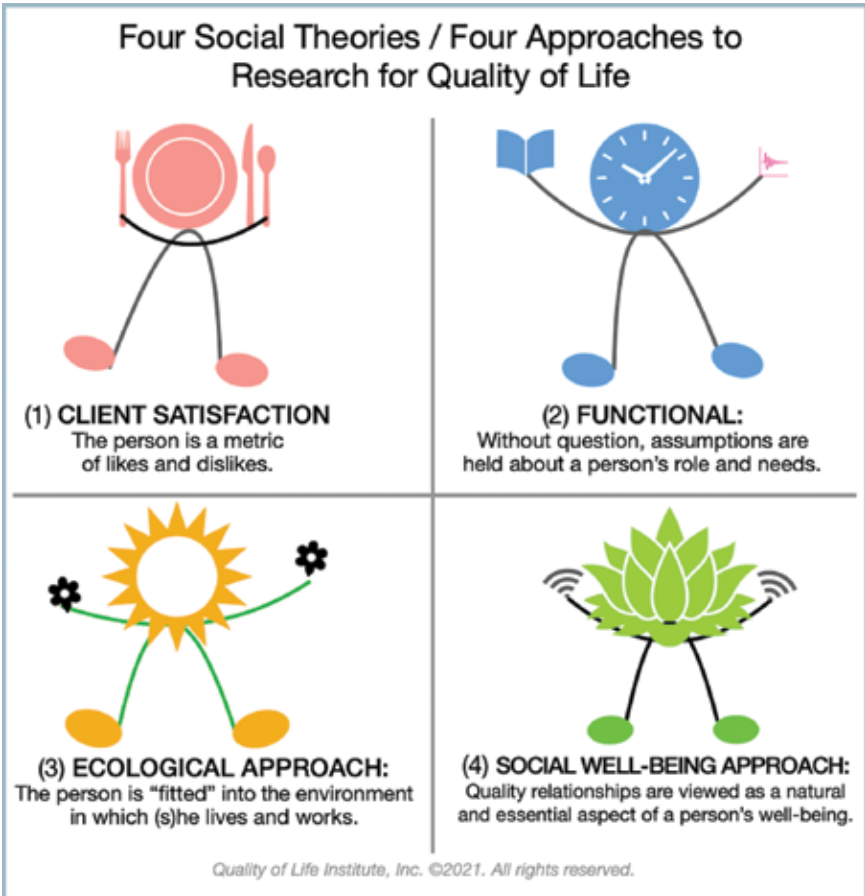 Four Social Theories / Four Approaches to
Research for Quality of Life
(1) CLIENT SATISFACTION
The person is a metric
of likes and dislikes.
(2) FUNCTIONAL:
Without question, assumptions are
held about a person's role and needs.
(3) ECOLOGICAL APPROACH:
The person is “fitted” into the environment
in which (s)he lives and works.
(4) SOCIAL WELL-BEING APPROACH:
Quality relationships are viewed as a natural
and essential aspect of a person's well-being.
Quality of Life Institute, Inc. ©2021. All rights reserved.